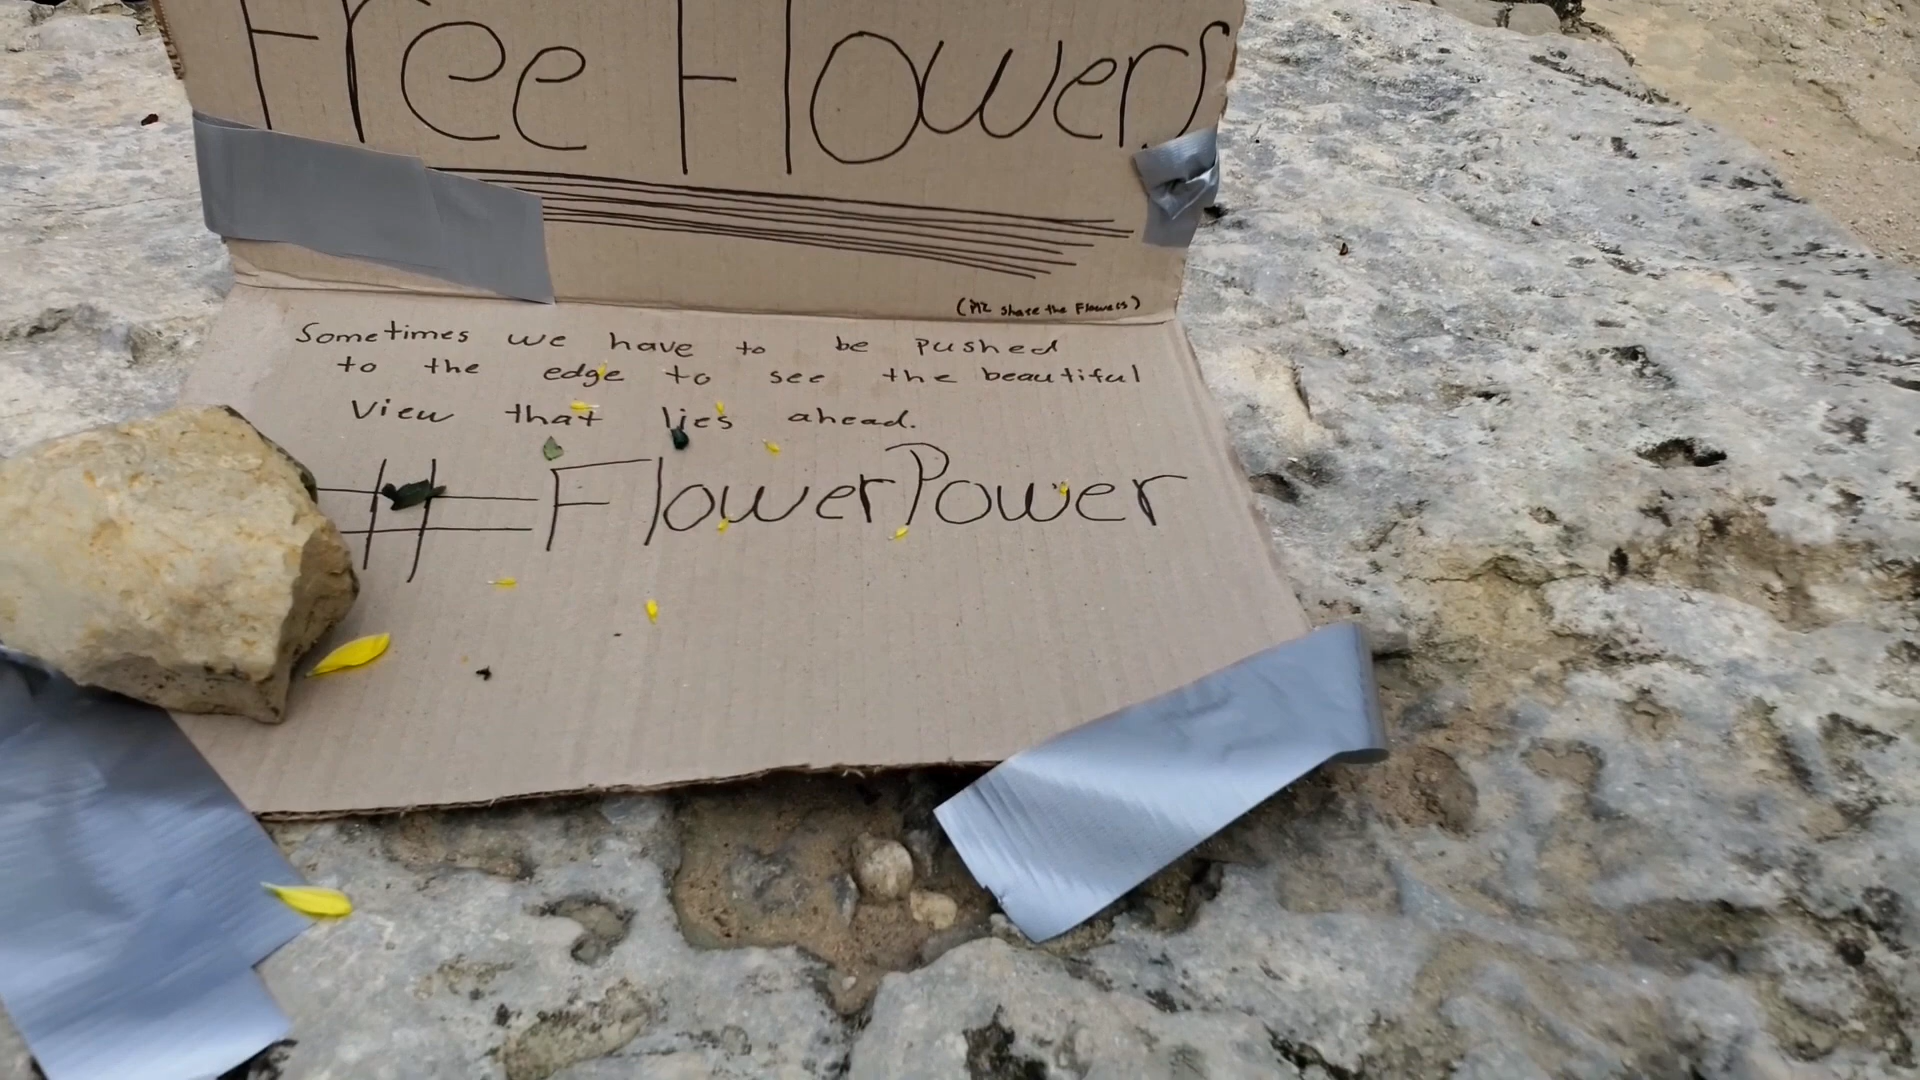 Free Flowers
(Plz share the Flowers)
Sometimes we have to be pushed
to the edge to see the beautiful
view that lies ahead.
#FlowerPower